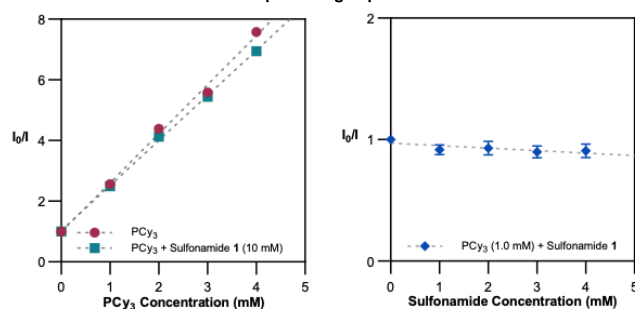 8
6
4
2
0
I₀/I
PCy₃
PCy₃ + Sulfonamide 1 (10 mM)
0 1 2 3 4 5
PCy₃ Concentration (mM)
2
1
0
I₀/I
PCy₃ (1.0 mM) + Sulfonamide 1
0 1 2 3 4 5
Sulfonamide Concentration (mM)